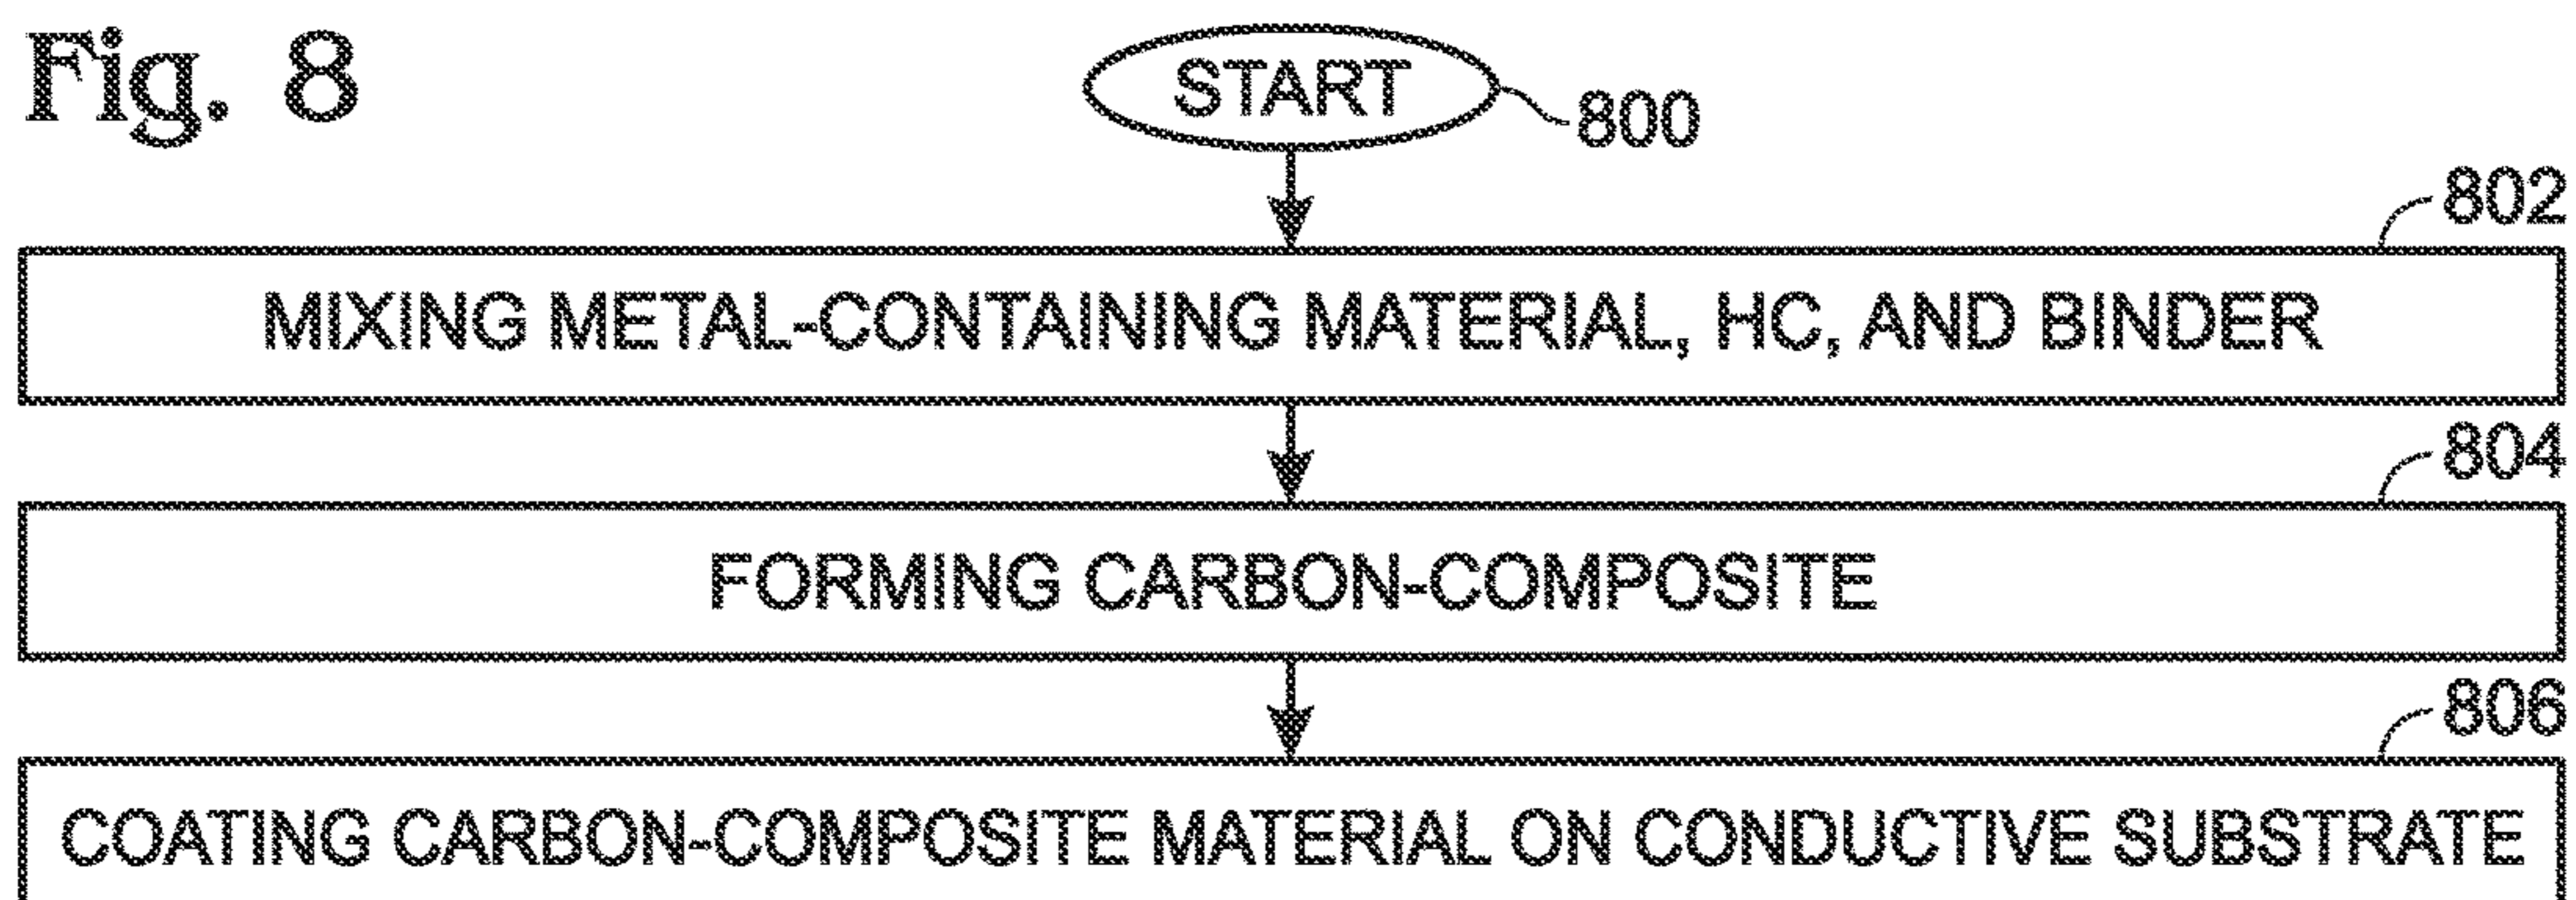 Fig. 8
START
800
802
MIXING METAL-CONTAINING MATERIAL, HC, AND BINDER
804
FORMING CARBON-COMPOSITE
806
COATING CARBON-COMPOSITE MATERIAL ON CONDUCTIVE SUBSTRATE